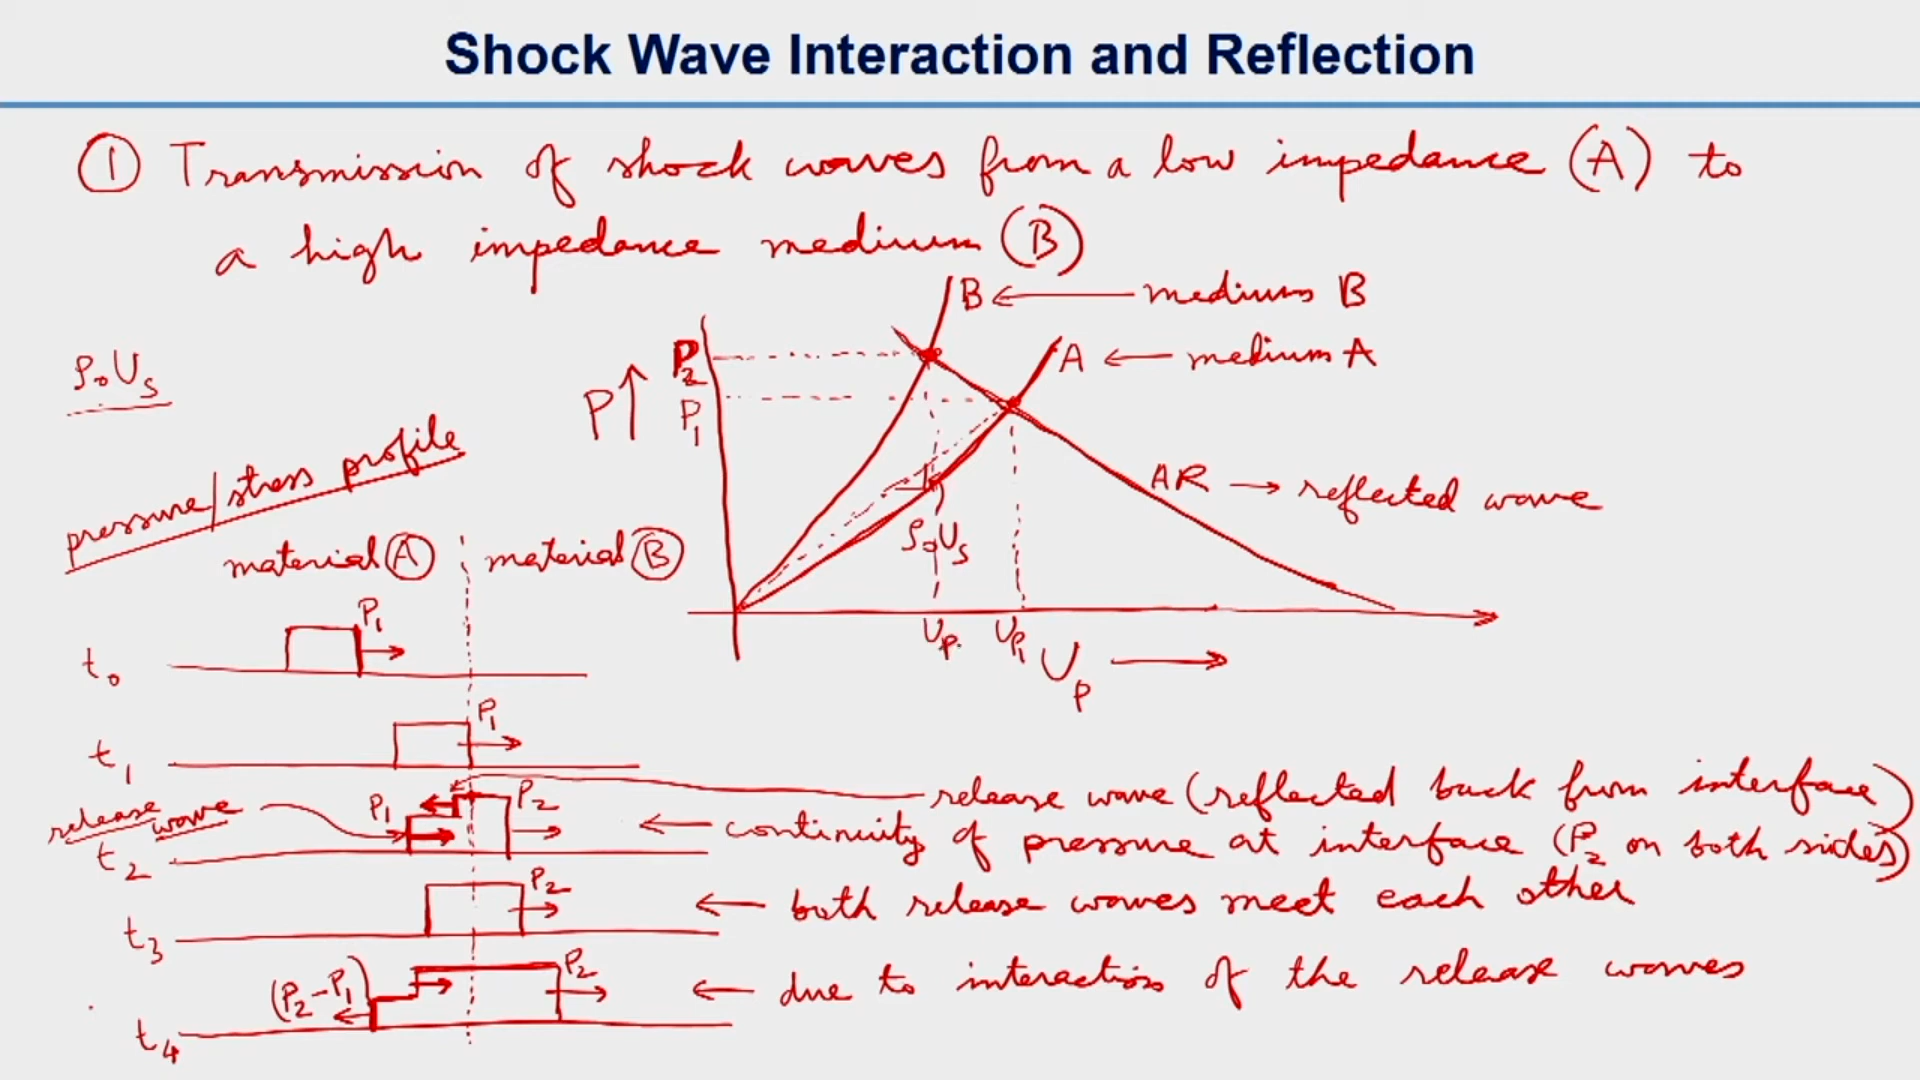 Shock Wave Interaction and Reflection
① Transmission of shock waves from a low impedance (A) to
a high impedance medium (B)
B ← medium B
A ← medium A
P₂
P₁
P ↑
ρ₀Uₛ
AR → reflected wave
ρ₀Uₛ
Uₚ. Uₚ₁
Uₚ →
pressure/stress profile
material Ⓐ material Ⓑ
P₁
t₀
P₁
t₁
release wave (reflected back from interface)
release wave
P₁ P₂
← continuity of pressure at interface (P₂ on both sides)
t₂
P₂
← both release waves meet each other
t₃
(P₂-P₁) P₂
← due to interaction of the release waves
t₄